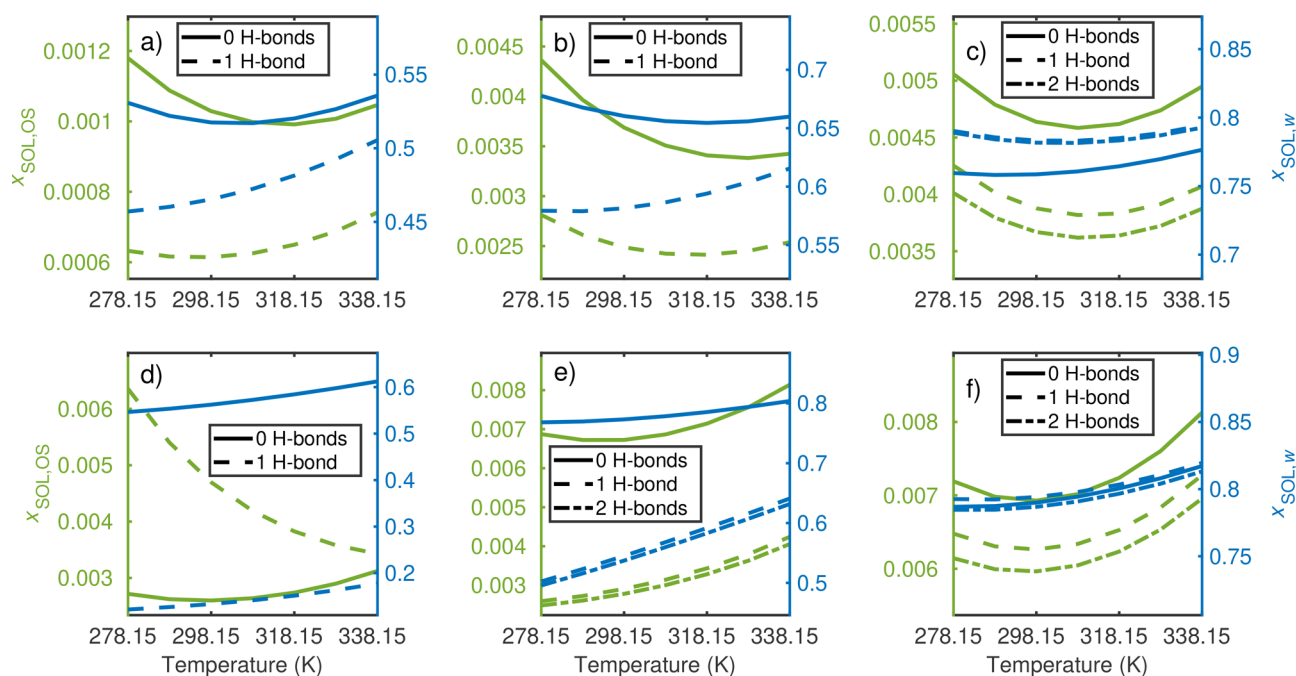 a)
0 H-bonds
1 H-bond
0.0012
0.001
0.0008
0.0006
0.55
0.5
0.45
278.15 298.15 318.15 338.15
x_SOL,OS
b)
0 H-bonds
1 H-bond
0.0045
0.004
0.0035
0.003
0.0025
0.7
0.65
0.6
0.55
278.15 298.15 318.15 338.15
c)
0 H-bonds
1 H-bond
2 H-bonds
0.0055
0.005
0.0045
0.004
0.0035
0.85
0.8
0.75
0.7
278.15 298.15 318.15 338.15
x_SOL,w
d)
0 H-bonds
1 H-bond
0.006
0.005
0.004
0.003
0.6
0.5
0.4
0.3
0.2
278.15 298.15 318.15 338.15
Temperature (K)
x_SOL,OS
e)
0 H-bonds
1 H-bond
2 H-bonds
0.008
0.007
0.006
0.005
0.004
0.003
0.8
0.7
0.6
0.5
278.15 298.15 318.15 338.15
Temperature (K)
f)
0 H-bonds
1 H-bond
2 H-bonds
0.008
0.007
0.006
0.9
0.85
0.8
0.75
278.15 298.15 318.15 338.15
Temperature (K)
x_SOL,w